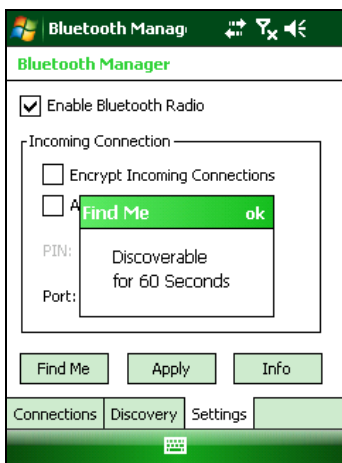 Bluetooth Manag
Bluetooth Manager
Enable Bluetooth Radio
Incoming Connection
Encrypt Incoming Connections
A
Find Me ok
PIN:
Discoverable
for 60 Seconds
Port:
Find Me Apply Info
Connections Discovery Settings